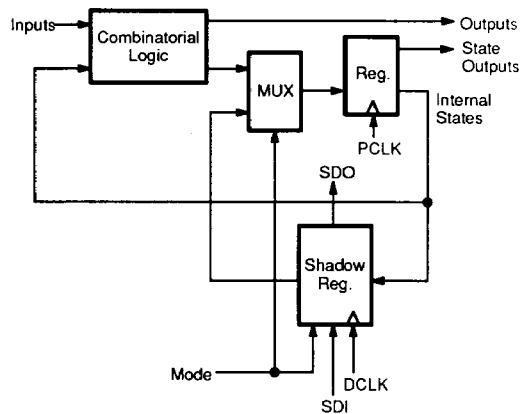 Inputs
Combinatorial
Logic
MUX
Reg.
Outputs
State
Outputs
Internal
States
PCLK
SDO
Shadow
Reg.
Mode
DCLK
SDI